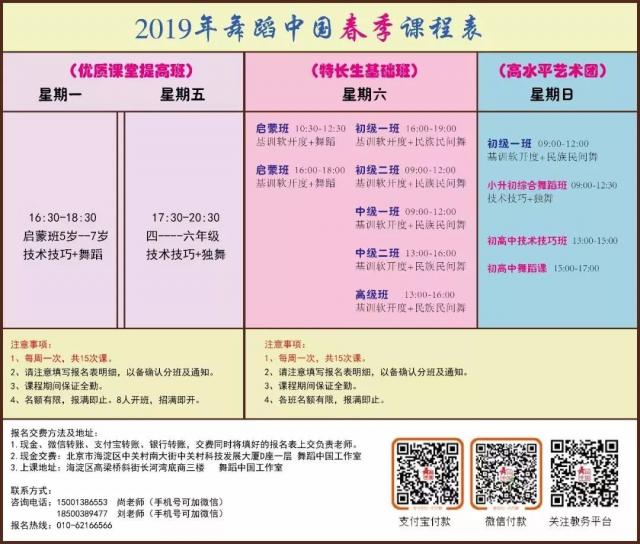 2019年舞蹈中国春季课程表
（优质课堂提高班）
星期一
星期五
（特长生基础班）
星期六
（高水平艺术团）
星期日
16:30-18:30
启蒙班5岁--7岁
技术技巧+舞蹈
17:30-20:30
四----六年级
技术技巧+独舞
启蒙班 10:30-12:30
基训软开度+舞蹈
启蒙班 16:00-18:00
基训软开度+舞蹈
初级一班 16:00-19:00
基训软开度+民族民间舞
初级二班 09:00-12:00
基训软开度+民族民间舞
中级一班 09:00-12:00
基训软开度+民族民间舞
中级二班 13:00-16:00
基训软开度+民族民间舞
高级班 13:00-16:00
基训软开度+民族民间舞
初级一班 09:00-12:00
基训软开度+民族民间舞
小升初综合舞蹈班 09:00-12:30
技术技巧+独舞
初高中技术技巧班 13:00-15:00
初高中舞蹈课 15:00-17:00
注意事项：
1、每周一次，共15次课。
2、请注意填写报名表明细，以备确认分班及通知。
3、课程期间保证全勤。
4、名额有限，报满即止。8人开班，招满即开。
注意事项：
1、每周一次，共15次课。
2、请注意填写报名表明细，以备确认分班及通知。
3、课程期间保证全勤。
4、各班名额有限，报满即止。
报名交费方法及地址：
1.现金、微信转账、支付宝转账、银行转账，交费同时将填好的报名表上交负责老师。
2.现金交费：北京市海淀区中关村南大街中关村科技发展大厦D座一层 舞蹈中国工作室
3.上课地址：海淀区高梁桥斜街长河湾底商三楼 舞蹈中国工作室
联系方式：
咨询电话：15001386553 尚老师（手机号可加微信）
18500389477 刘老师（手机号可加微信）
报名热线：010-62166566
支付宝付款
微信付款
关注教务平台